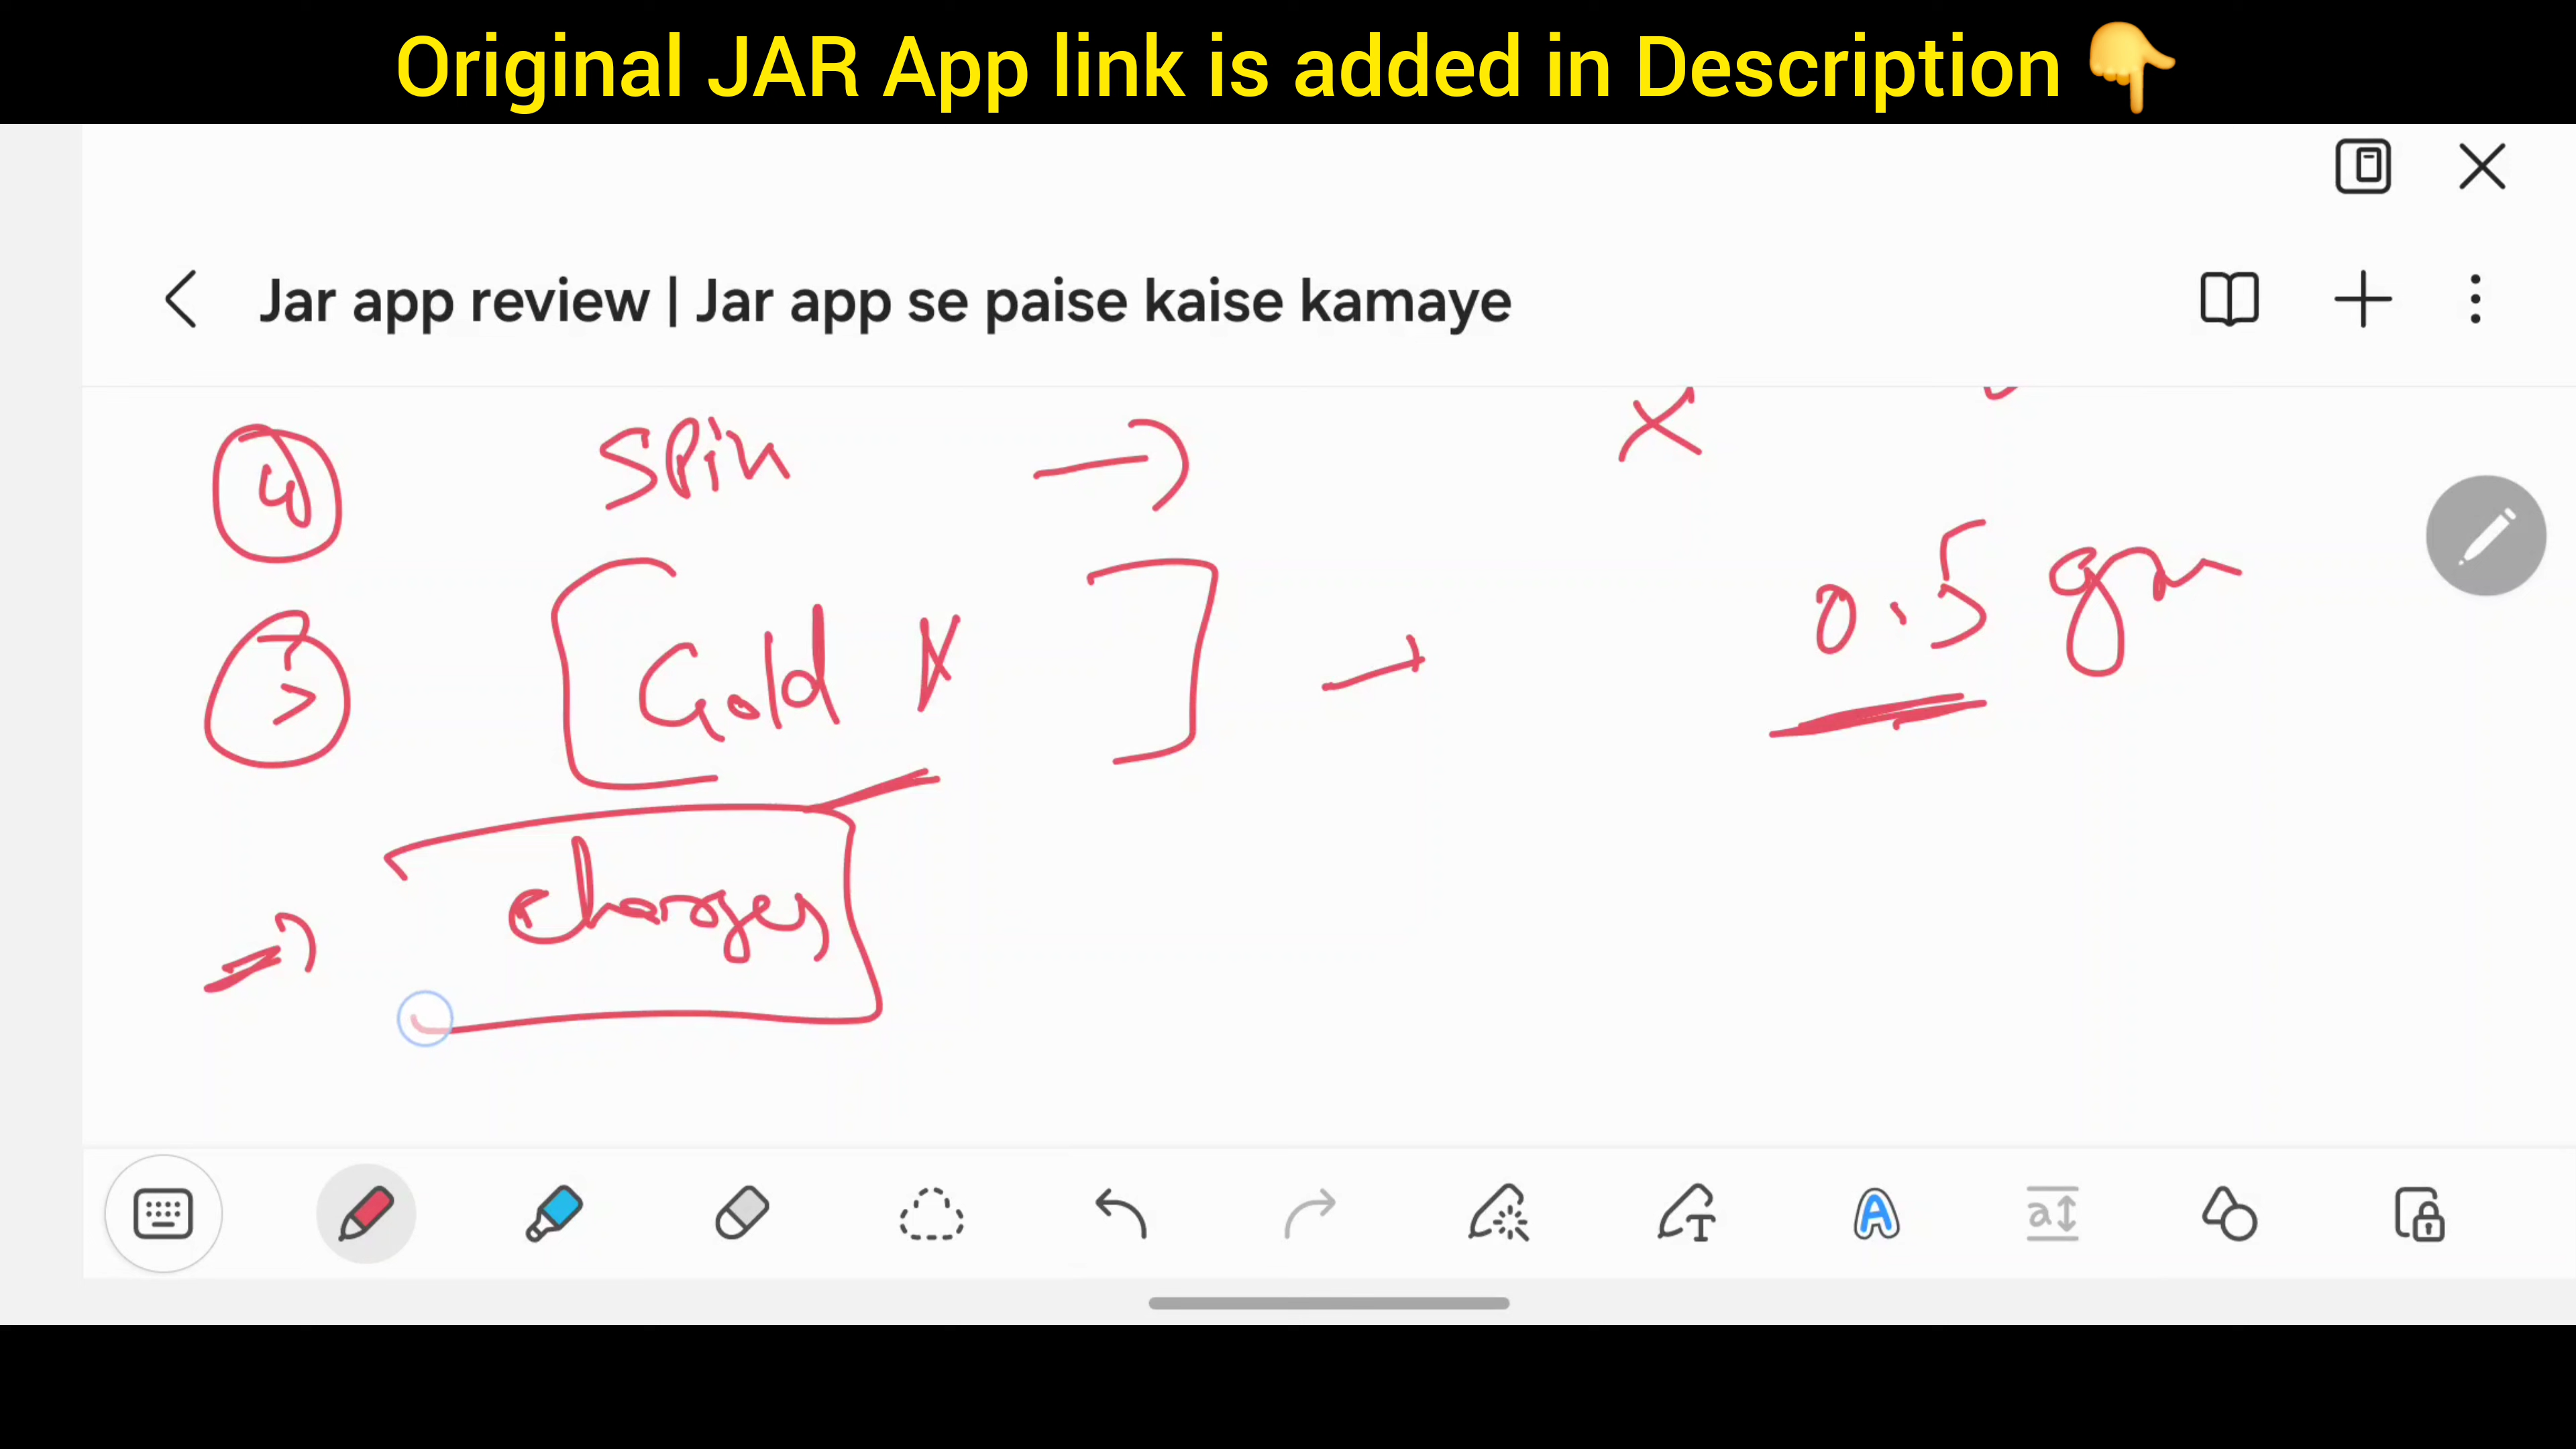 Original JAR App link is added in Description 👇
Jar app review | Jar app se paise kaise kamaye
4 Spin
Gold X 0.5 gm
charges